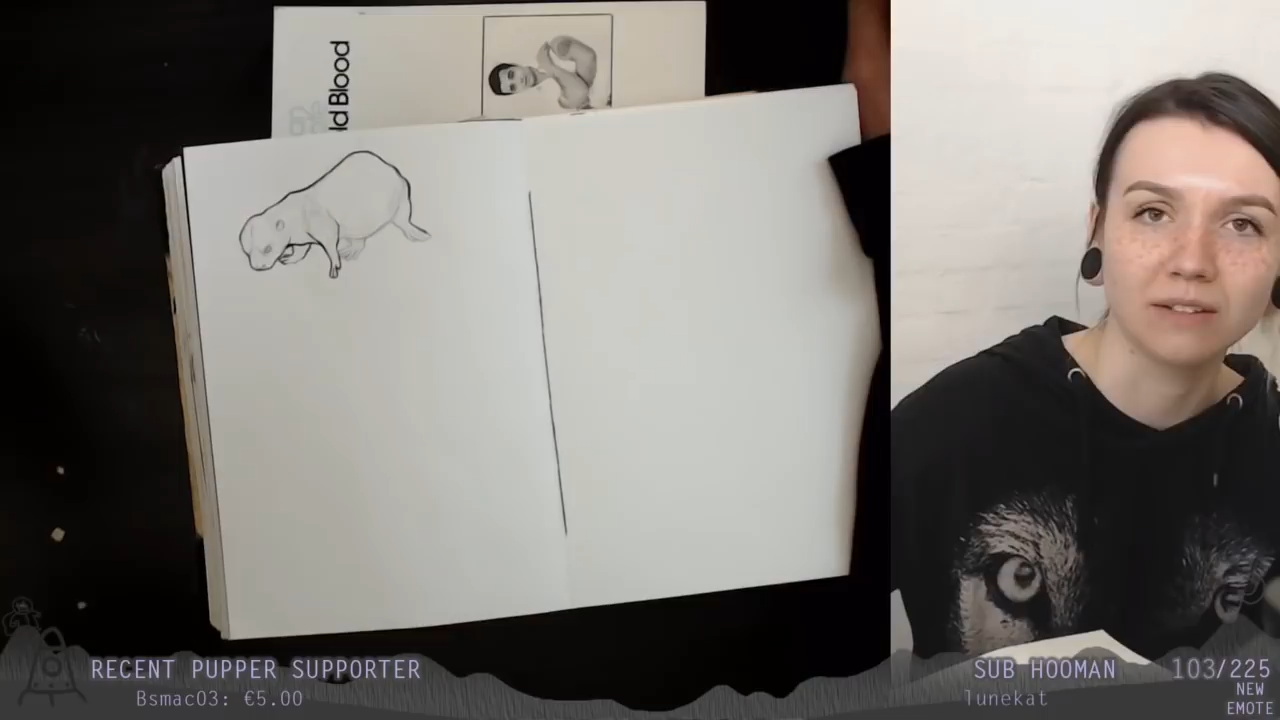 ld Blood
RECENT PUPPER SUPPORTER
Bsmac03: €5.00
SUB HOOMAN
lunekat
103/225
NEW
EMOTE